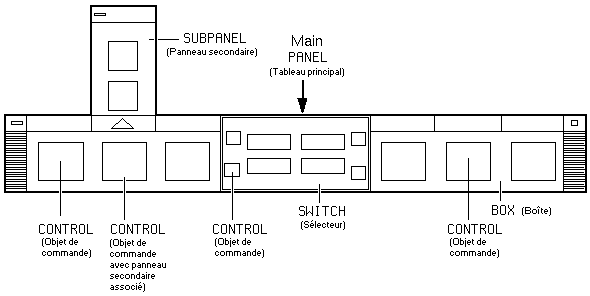 SUBPANEL
(Panneau secondaire)
Main
PANEL
(Tableau principal)
CONTROL
(Objet de
commande)
CONTROL
(Objet de
commande
avec panneau
secondaire
associé)
CONTROL
(Objet de
commande)
SWITCH
(Sélecteur)
CONTROL
(Objet de
commande)
BOX (Boîte)